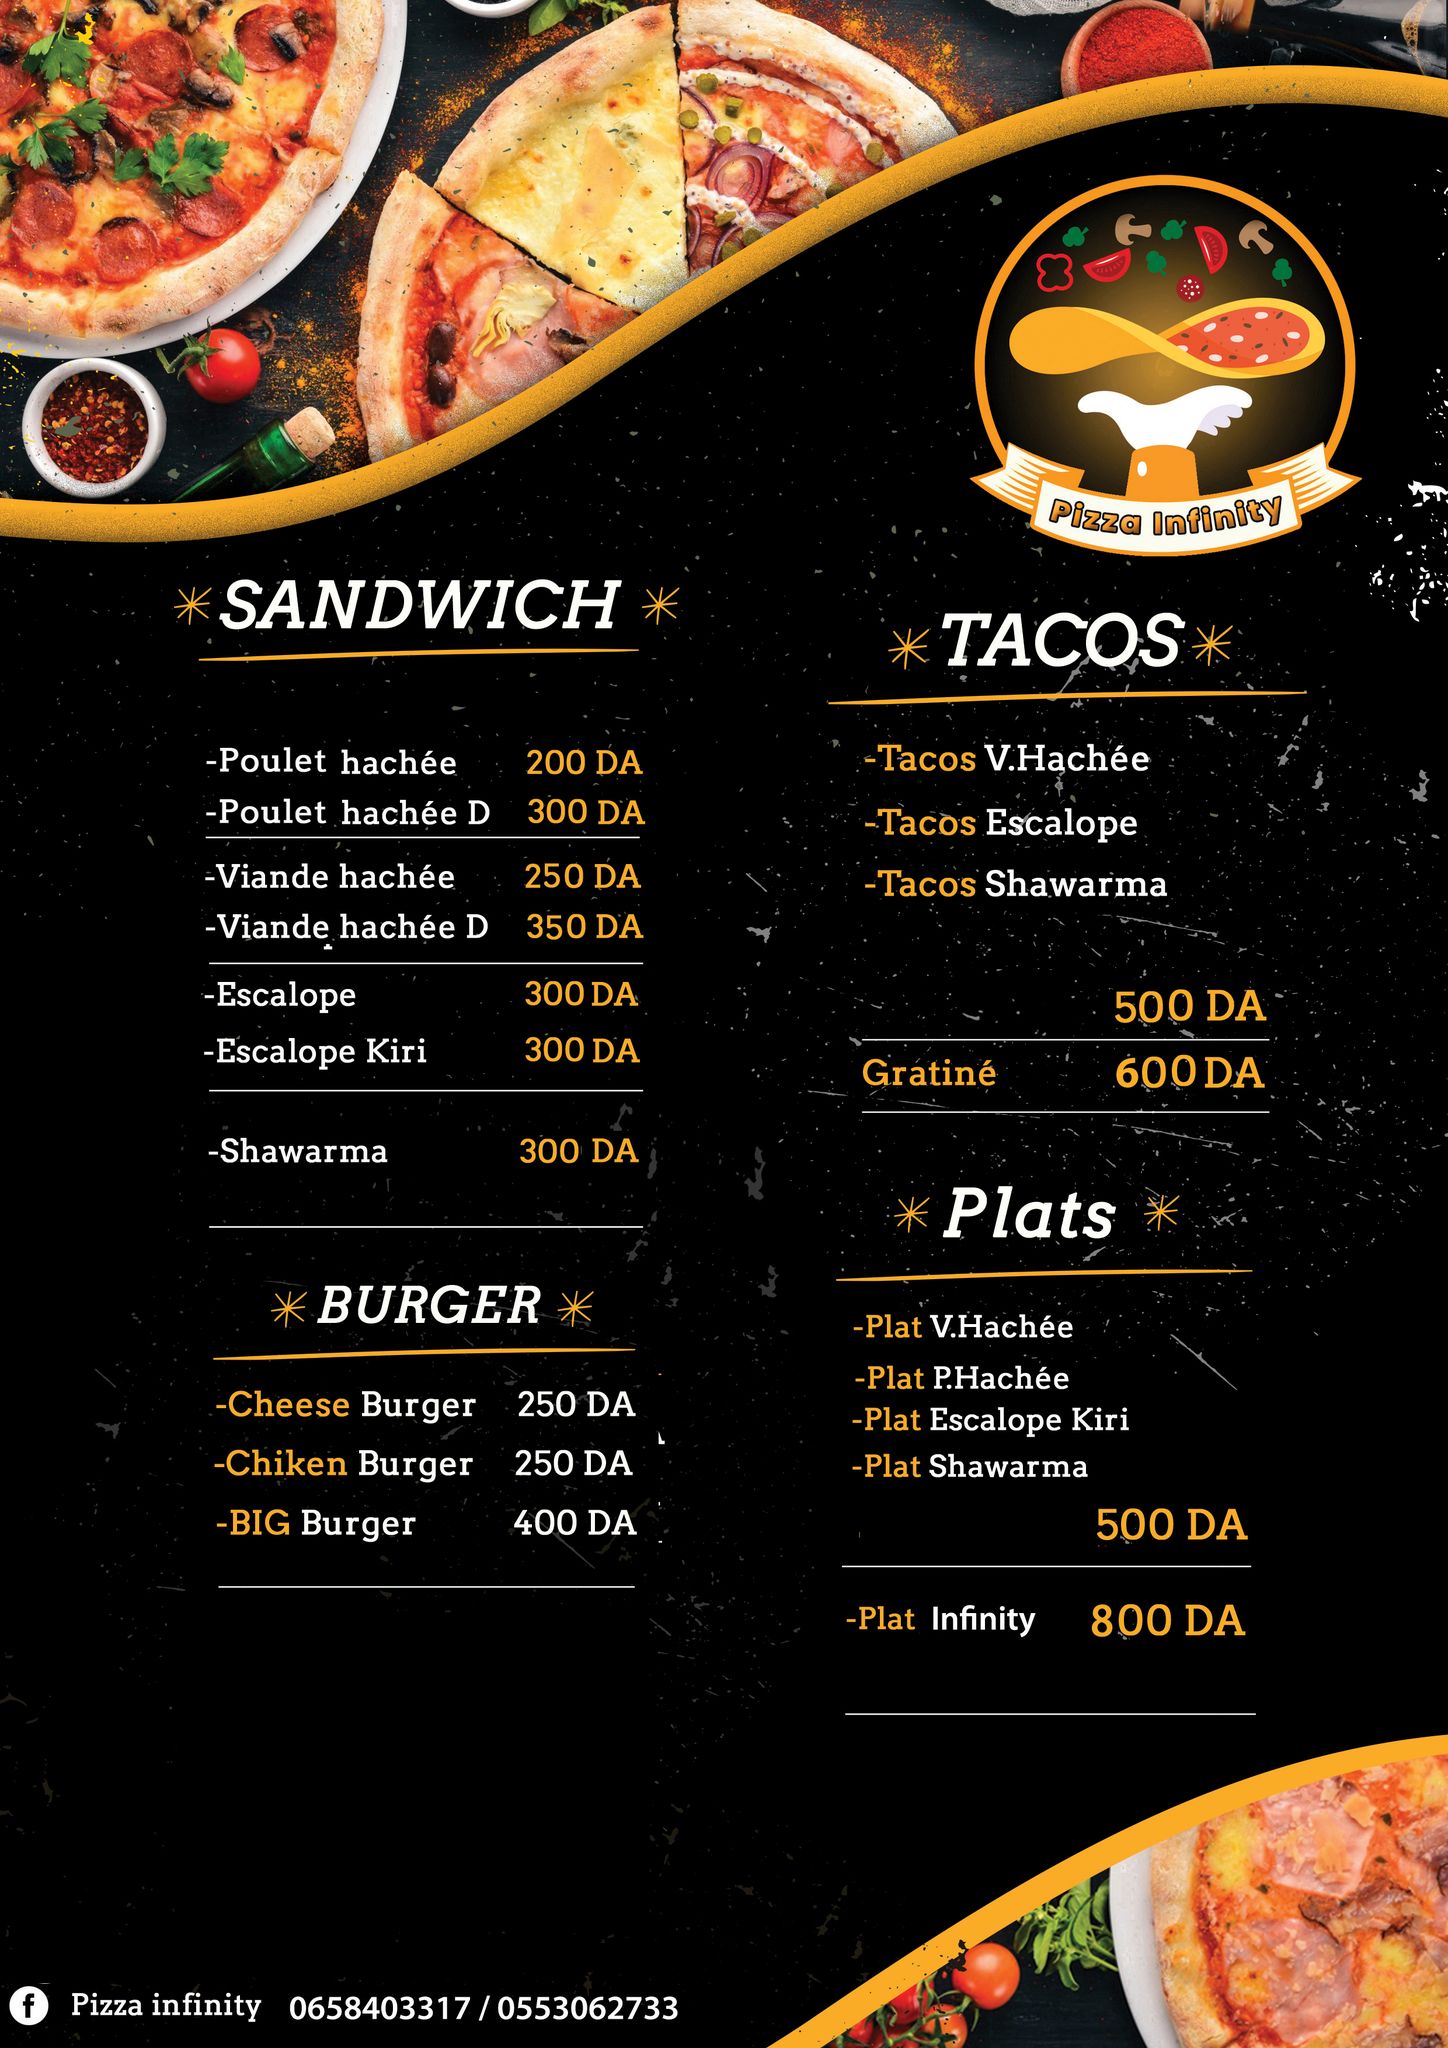 Pizza Infinity
SANDWICH
-Poulet hachée 200 DA
-Poulet hachée D 300 DA
-Viande hachée 250 DA
-Viande hachée D 350 DA
-Escalope 300 DA
-Escalope Kiri 300 DA
-Shawarma 300 DA
BURGER
-Cheese Burger 250 DA
-Chiken Burger 250 DA
-BIG Burger 400 DA
TACOS
-Tacos V.Hachée
-Tacos Escalope
-Tacos Shawarma
500 DA
Gratiné 600 DA
Plats
-Plat V.Hachée
-Plat P.Hachée
-Plat Escalope Kiri
-Plat Shawarma
500 DA
-Plat Infinity 800 DA
f Pizza infinity 0658403317 / 0553062733